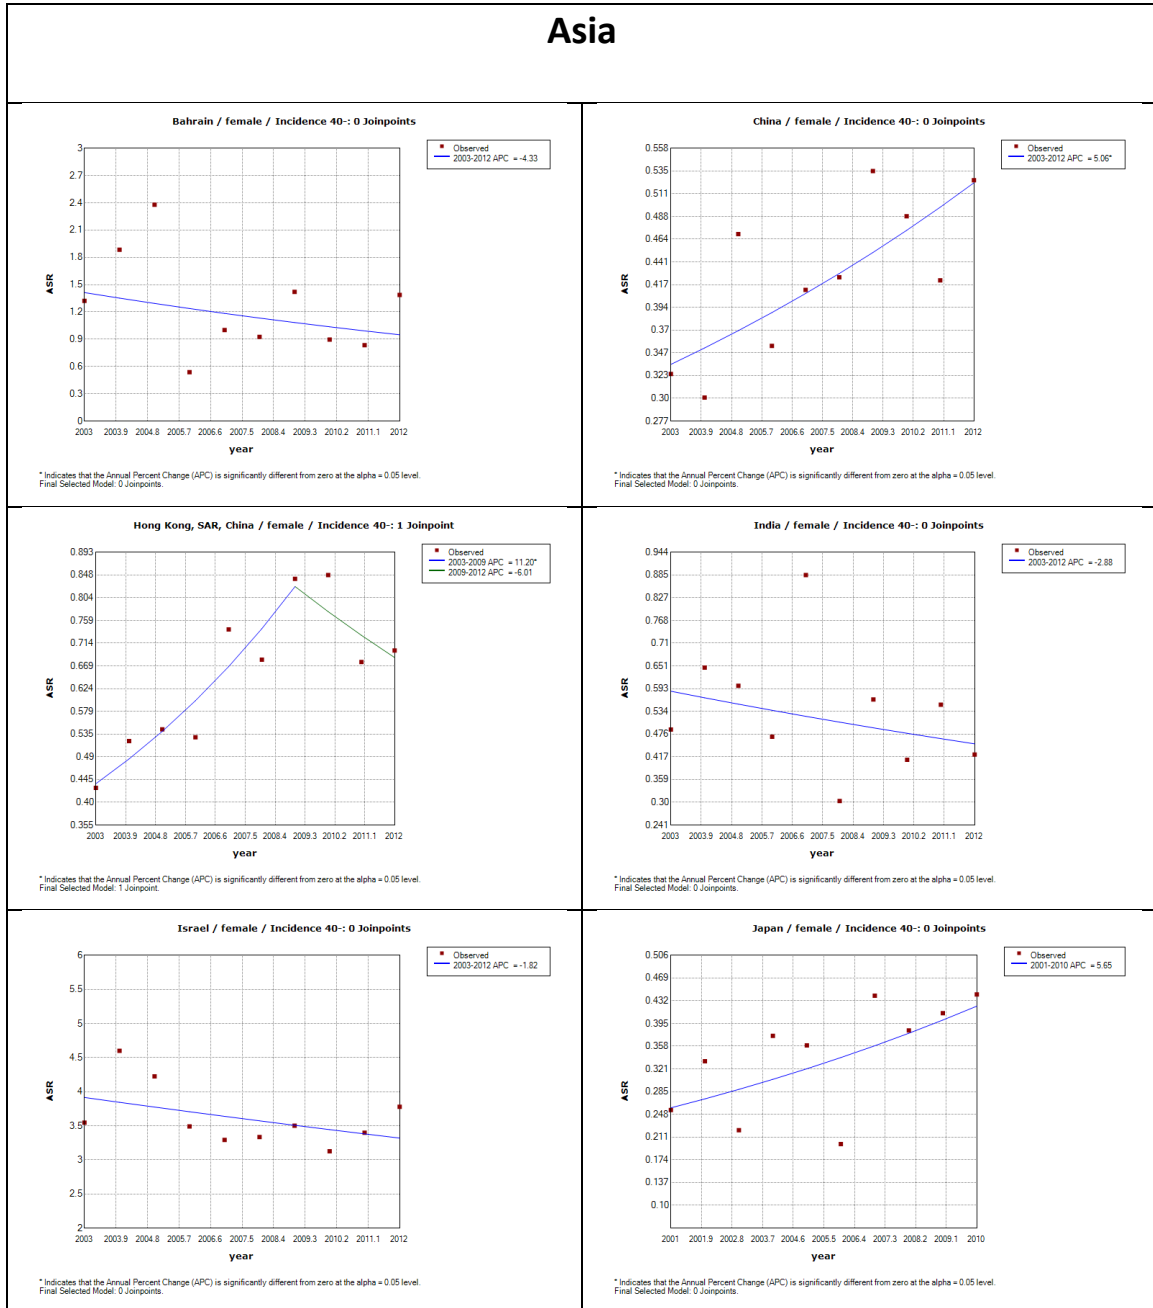 Asia
Bahrain / female / Incidence 40-: 0 Joinpoints
Observed
2003-2012 APC = -4.33
3
2.7
2.4
2.1
1.8
1.5
1.2
0.9
0.6
0.3
0
ASR
2003 2003.9 2004.8 2005.7 2006.6 2007.5 2008.4 2009.3 2010.2 2011.1 2012
year
* Indicates that the Annual Percent Change (APC) is significantly different from zero at the alpha = 0.05 level.
Final Selected Model: 0 Joinpoints.
China / female / Incidence 40-: 0 Joinpoints
Observed
2003-2012 APC = 5.06*
0.558
0.535
0.511
0.488
0.464
0.441
0.417
0.394
0.37
0.347
0.323
0.30
0.277
ASR
2003 2003.9 2004.8 2005.7 2006.6 2007.5 2008.4 2009.3 2010.2 2011.1 2012
year
* Indicates that the Annual Percent Change (APC) is significantly different from zero at the alpha = 0.05 level.
Final Selected Model: 0 Joinpoints.
Hong Kong, SAR, China / female / Incidence 40-: 1 Joinpoint
Observed
2003-2009 APC = 11.20*
2009-2012 APC = -6.01
0.893
0.848
0.804
0.759
0.714
0.669
0.624
0.579
0.535
0.49
0.445
0.40
0.355
ASR
2003 2003.9 2004.8 2005.7 2006.6 2007.5 2008.4 2009.3 2010.2 2011.1 2012
year
* Indicates that the Annual Percent Change (APC) is significantly different from zero at the alpha = 0.05 level.
Final Selected Model: 1 Joinpoint.
India / female / Incidence 40-: 0 Joinpoints
Observed
2003-2012 APC = -2.88
0.944
0.885
0.827
0.768
0.71
0.651
0.593
0.534
0.476
0.417
0.359
0.30
0.241
ASR
2003 2003.9 2004.8 2005.7 2006.6 2007.5 2008.4 2009.3 2010.2 2011.1 2012
year
* Indicates that the Annual Percent Change (APC) is significantly different from zero at the alpha = 0.05 level.
Final Selected Model: 0 Joinpoints.
Israel / female / Incidence 40-: 0 Joinpoints
Observed
2003-2012 APC = -1.82
6
5.5
5
4.5
4
3.5
3
2.5
2
ASR
2003 2003.9 2004.8 2005.7 2006.6 2007.5 2008.4 2009.3 2010.2 2011.1 2012
year
* Indicates that the Annual Percent Change (APC) is significantly different from zero at the alpha = 0.05 level.
Final Selected Model: 0 Joinpoints.
Japan / female / Incidence 40-: 0 Joinpoints
Observed
2001-2010 APC = 5.65
0.506
0.469
0.432
0.395
0.358
0.321
0.285
0.248
0.211
0.174
0.137
0.10
ASR
2001 2001.9 2002.8 2003.7 2004.6 2005.5 2006.4 2007.3 2008.2 2009.1 2010
year
* Indicates that the Annual Percent Change (APC) is significantly different from zero at the alpha = 0.05 level.
Final Selected Model: 0 Joinpoints.